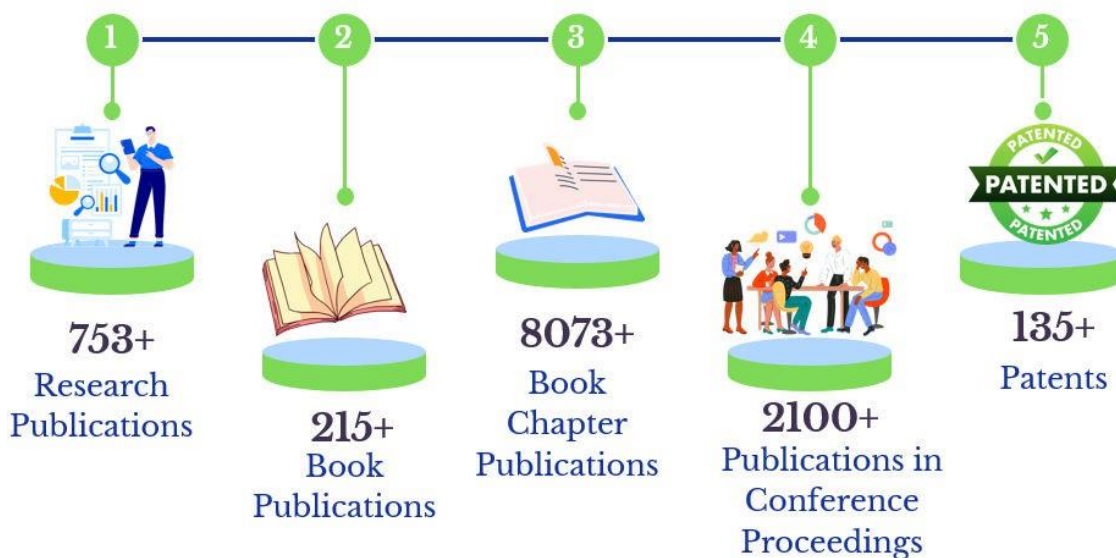 1
2
3
4
5
753+
Research
Publications
215+
Book
Publications
8073+
Book
Chapter
Publications
2100+
Publications in
Conference
Proceedings
PATENTED
PATENTED
PATENTED
135+
Patents